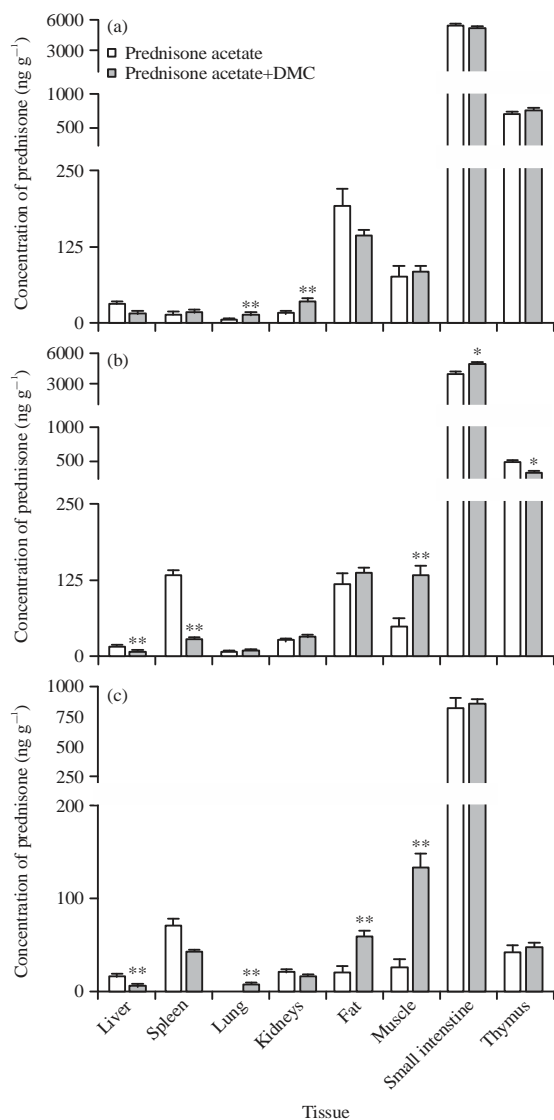 (a)
Prednisone acetate
Prednisone acetate+DMC
Concentration of prednisone (ng g⁻¹)
6000
3000
1000
500
250
125
0
**
**
(b)
Concentration of prednisone (ng g⁻¹)
6000
3000
1000
500
250
125
0
**
**
**
*
*
(c)
Concentration of prednisone (ng g⁻¹)
1000
750
500
250
200
100
0
**
**
**
**
Liver
Spleen
Lung
Kidneys
Fat
Muscle
Small intenstine
Thymus
Tissue